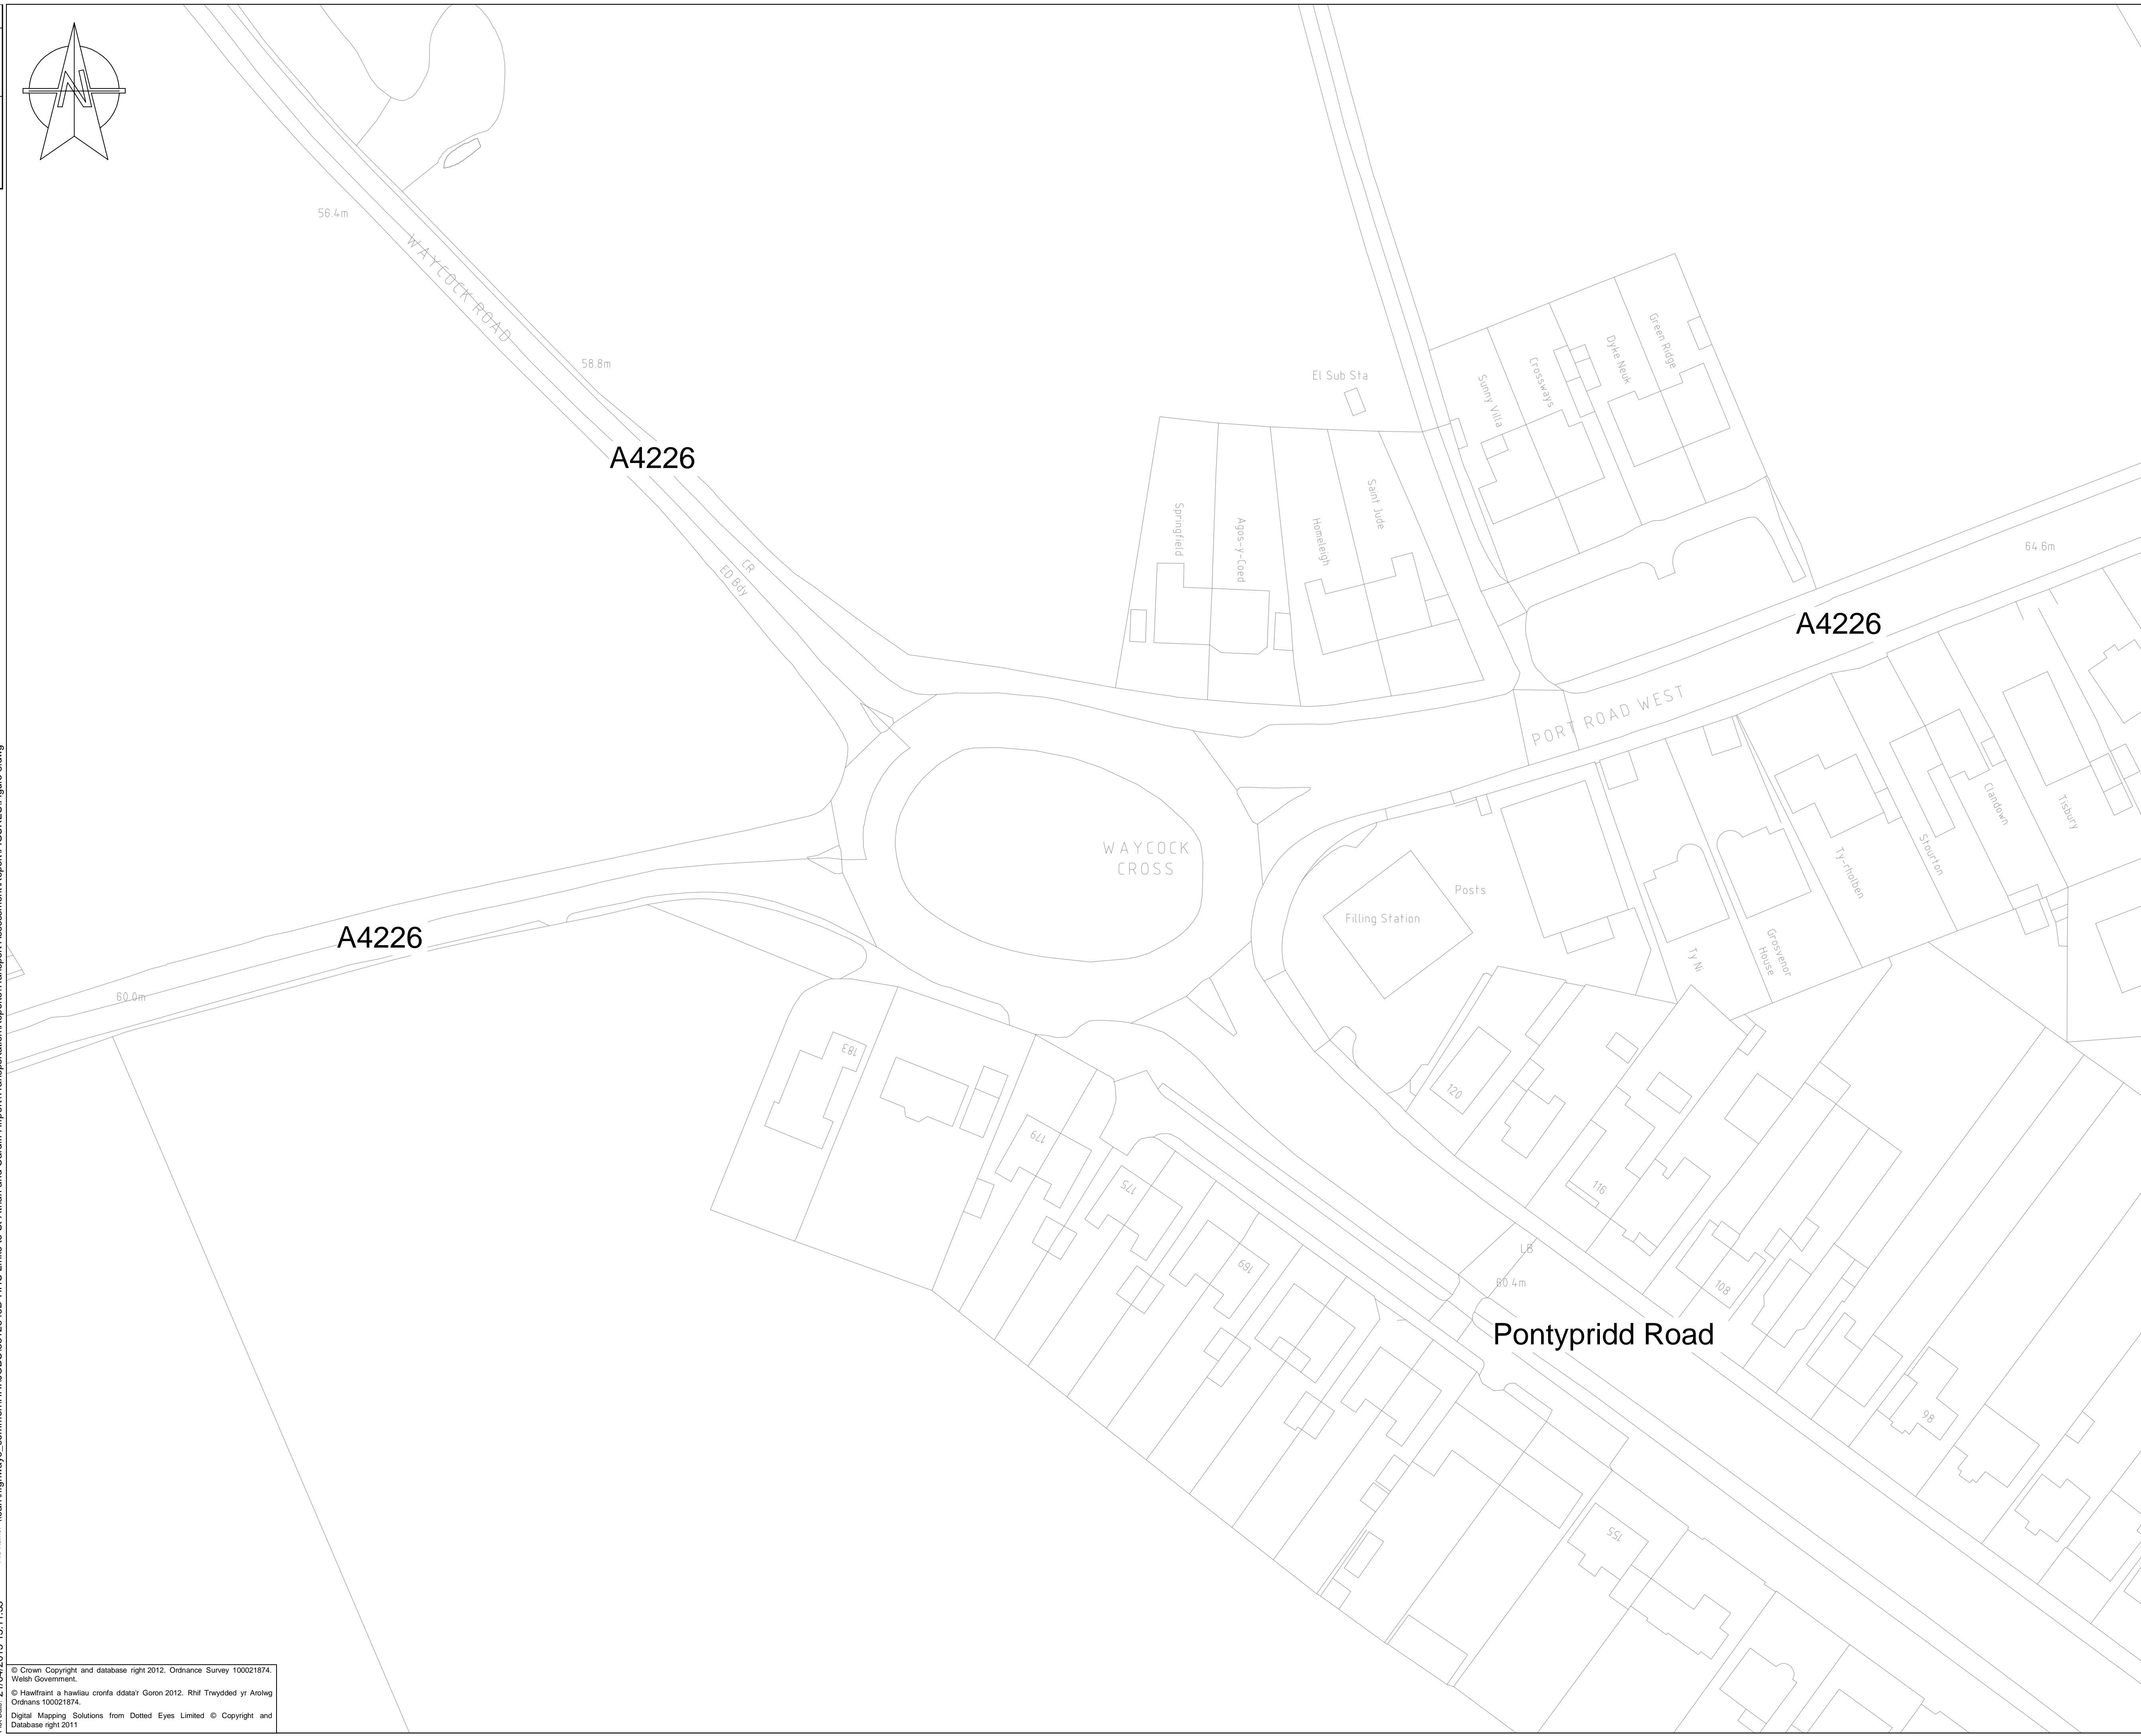 N
56.4m
WAYCOCK ROAD
58.8m
A4226
CR
ED Bdy
El Sub Sta
Sunny Villa
Crossways
Dyke Neuk
Green Ridge
Springfield
Agos-y-Coed
Homeleigh
Saint Jude
64.6m
A4226
PORT ROAD WEST
WAYCOCK
CROSS
Posts
Filling Station
Ty Ni
Grosvenor
House
Ty-rholben
Stourton
Clandown
Tisbury
A4226
60.0m
183
179
175
169
120
116
108
98
LB
80.4m
Pontypridd Road
155
© Crown Copyright and database right 2012. Ordnance Survey 100021874.
Welsh Government.
© Hawlfraint a hawliau cronfa ddata'r Goron 2012. Rhif Trwydded yr Arolwg
Ordnans 100021874.
Digital Mapping Solutions from Dotted Eyes Limited © Copyright and
Database right 2011